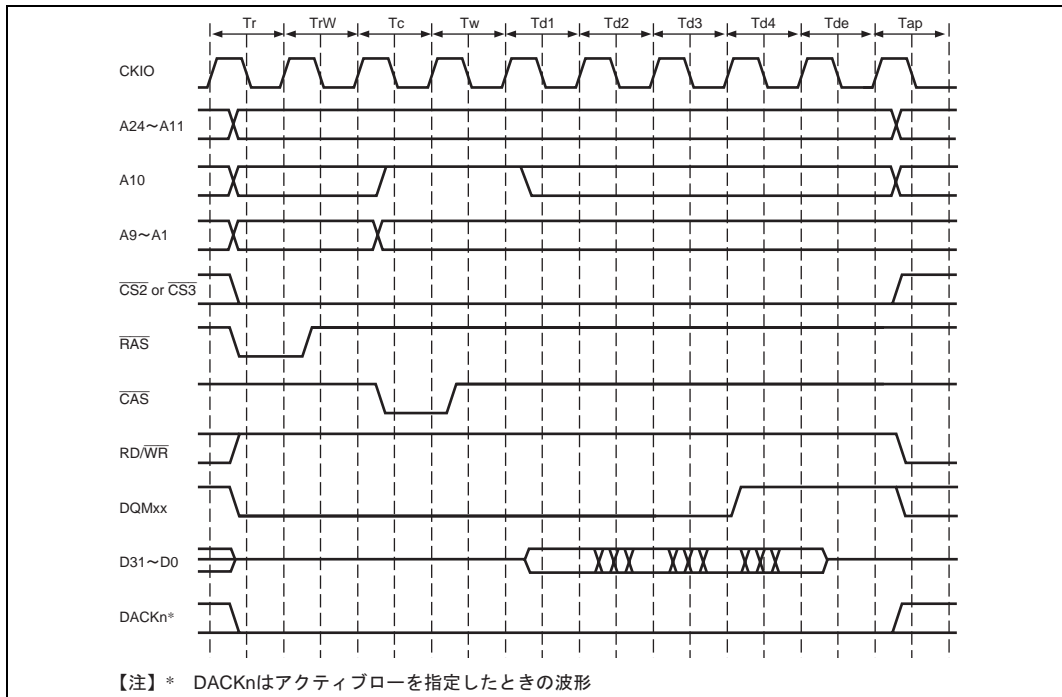 Tr TrW Tc Tw Td1 Td2 Td3 Td4 Tde Tap
CKIO
A24～A11
A10
A9～A1
CS2 or CS3
RAS
CAS
RD/WR
DQMxx
D31～D0
DACKn*
【注】* DACKnはアクティブローを指定したときの波形